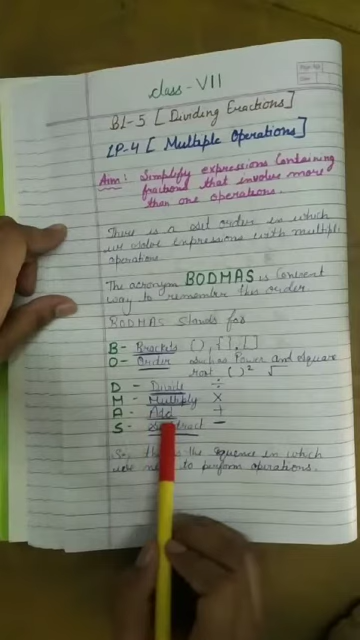 class - VII
BL-5 [ Dividing Fractions ]
LP-4 [ Multiple Operations ]
Aim: Simplify expressions containing
fractions that involve more
than one operations.
There is a set order in which
we solve expressions with multiple
operations
The acronym BODMAS is Convent
way to remember this order.
BODMAS stands for
B - Brackets ( ), { }, [ ]
O - Order such as Power and square
root ( )² √
D - Divide ÷
M - Multiply ×
A - Add +
S - Subtract −
So, this is the sequence in which
we need to perform operations.